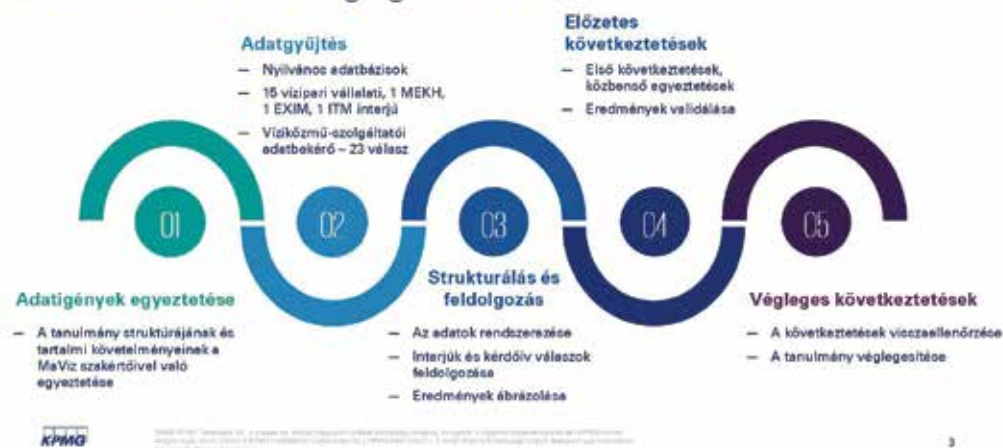 Adatgyűjtés
— Nyilvános adatbázisok
— 15 vízipari vállalati, 1 MEKH,
1 EXIM, 1 ITM interjú
— Víziközmű-szolgáltatói
adatbekérő – 23 válasz
Előzetes
következtetések
— Első következtetések,
közbenső egyeztetések
— Eredmények validálása
01
02
03
04
05
Adatigények egyeztetése
— A tanulmány struktúrájának és
tartalmi követelményeinek a
MaVíz szakértőivel való
egyeztetése
Strukturálás és
feldolgozás
— Az adatok rendszerezése
— Interjúk és kérdőív válaszok
feldolgozása
— Eredmények ábrázolása
Végleges következtetések
— A következtetések visszaellenőrzése
— A tanulmány véglegesítése
KPMG
3